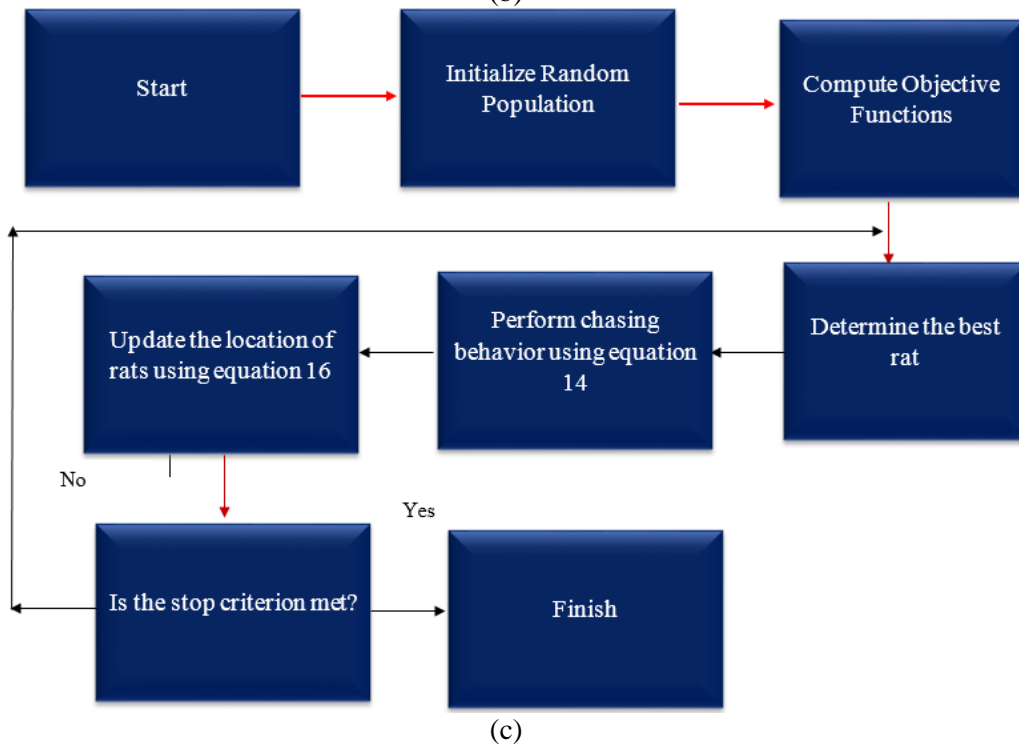 Start
Initialize Random
Population
Compute Objective
Functions
Determine the best
rat
Perform chasing
behavior using equation
14
Update the location of
rats using equation 16
No
Is the stop criterion met?
Yes
Finish
(c)